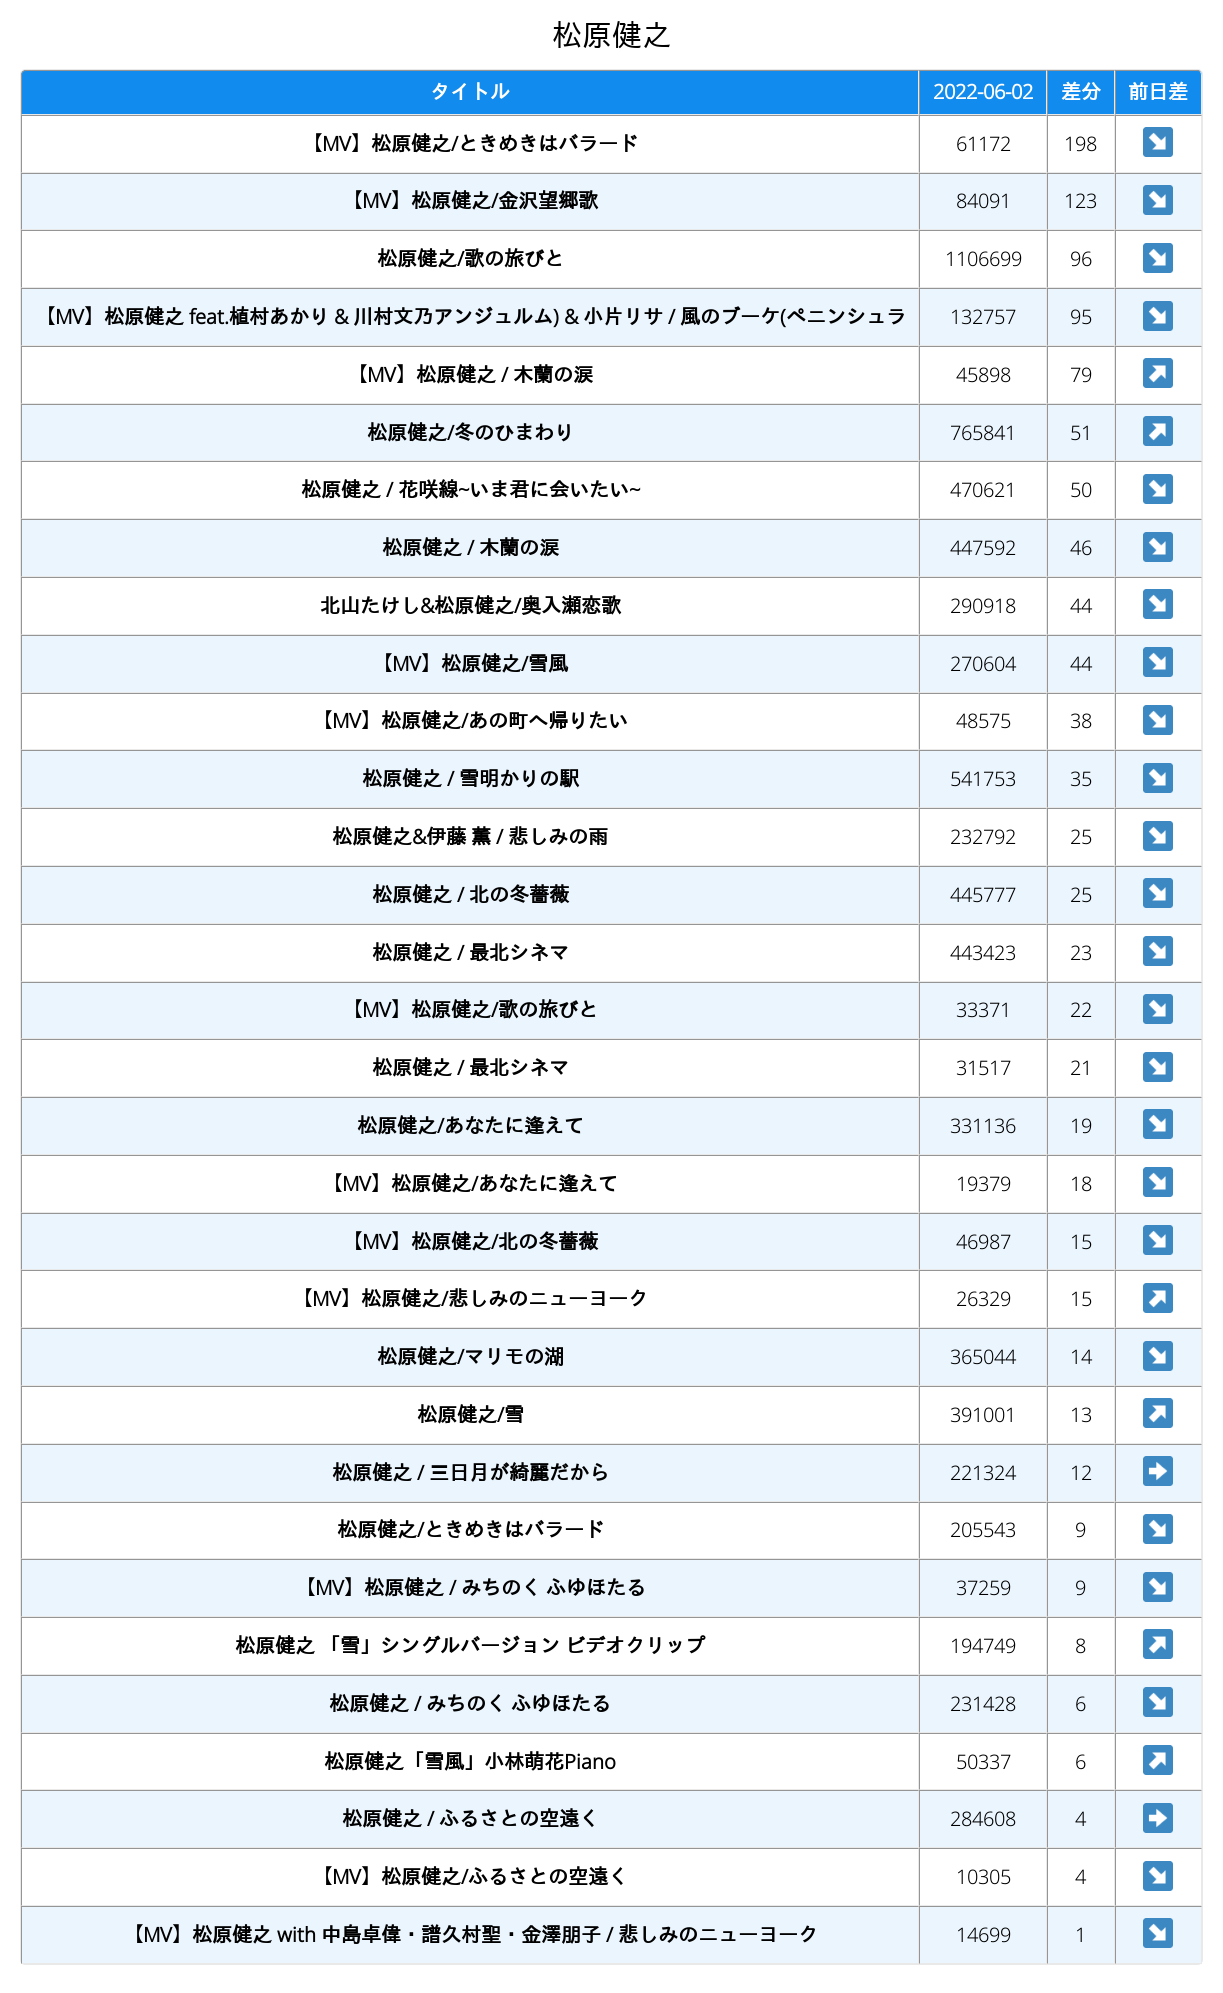 松原健之
タイトル 2022-06-02 差分 前日差
【MV】松原健之/ときめきはバラード 61172 198 ↘
【MV】松原健之/金沢望郷歌 84091 123 ↘
松原健之/歌の旅びと 1106699 96 ↘
【MV】松原健之 feat.植村あかり & 川村文乃アンジュルム) & 小片リサ / 風のブーケ(ペニンシュラ 132757 95 ↘
【MV】松原健之 / 木蘭の涙 45898 79 ↗
松原健之/冬のひまわり 765841 51 ↗
松原健之 / 花咲線~いま君に会いたい~ 470621 50 ↘
松原健之 / 木蘭の涙 447592 46 ↘
北山たけし&松原健之/奥入瀬恋歌 290918 44 ↘
【MV】松原健之/雪風 270604 44 ↘
【MV】松原健之/あの町へ帰りたい 48575 38 ↘
松原健之 / 雪明かりの駅 541753 35 ↘
松原健之&伊藤 薫 / 悲しみの雨 232792 25 ↘
松原健之 / 北の冬薔薇 445777 25 ↘
松原健之 / 最北シネマ 443423 23 ↘
【MV】松原健之/歌の旅びと 33371 22 ↘
松原健之 / 最北シネマ 31517 21 ↘
松原健之/あなたに逢えて 331136 19 ↘
【MV】松原健之/あなたに逢えて 19379 18 ↘
【MV】松原健之/北の冬薔薇 46987 15 ↘
【MV】松原健之/悲しみのニューヨーク 26329 15 ↗
松原健之/マリモの湖 365044 14 ↘
松原健之/雪 391001 13 ↗
松原健之 / 三日月が綺麗だから 221324 12 ➡
松原健之/ときめきはバラード 205543 9 ↘
【MV】松原健之 / みちのく ふゆほたる 37259 9 ↘
松原健之 「雪」シングルバージョン ビデオクリップ 194749 8 ↗
松原健之 / みちのく ふゆほたる 231428 6 ↘
松原健之「雪風」小林萌花Piano 50337 6 ↗
松原健之 / ふるさとの空遠く 284608 4 ➡
【MV】松原健之/ふるさとの空遠く 10305 4 ↘
【MV】松原健之 with 中島卓偉・譜久村聖・金澤朋子 / 悲しみのニューヨーク 14699 1 ↘